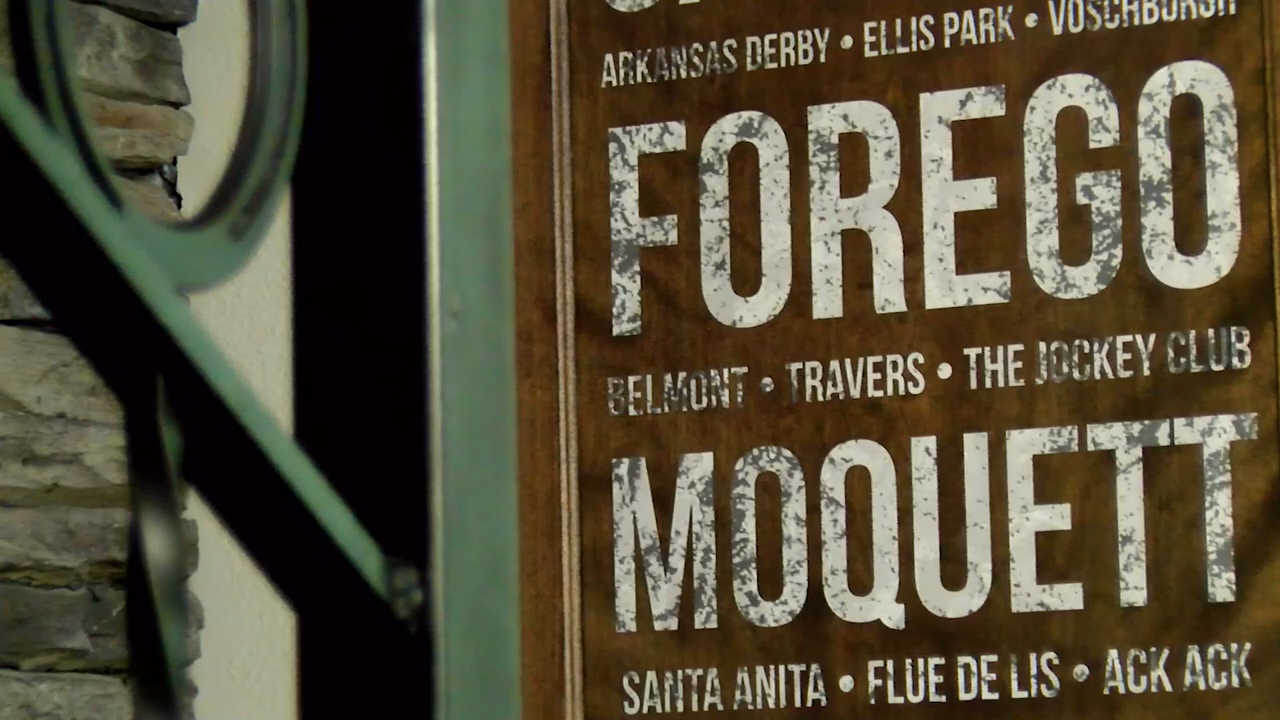 ARKANSAS DERBY • ELLIS PARK • VOSCHBURGH
FOREGO
BELMONT • TRAVERS • THE JOCKEY CLUB
MOQUETT
SANTA ANITA • FLUE DE LIS • ACK ACK